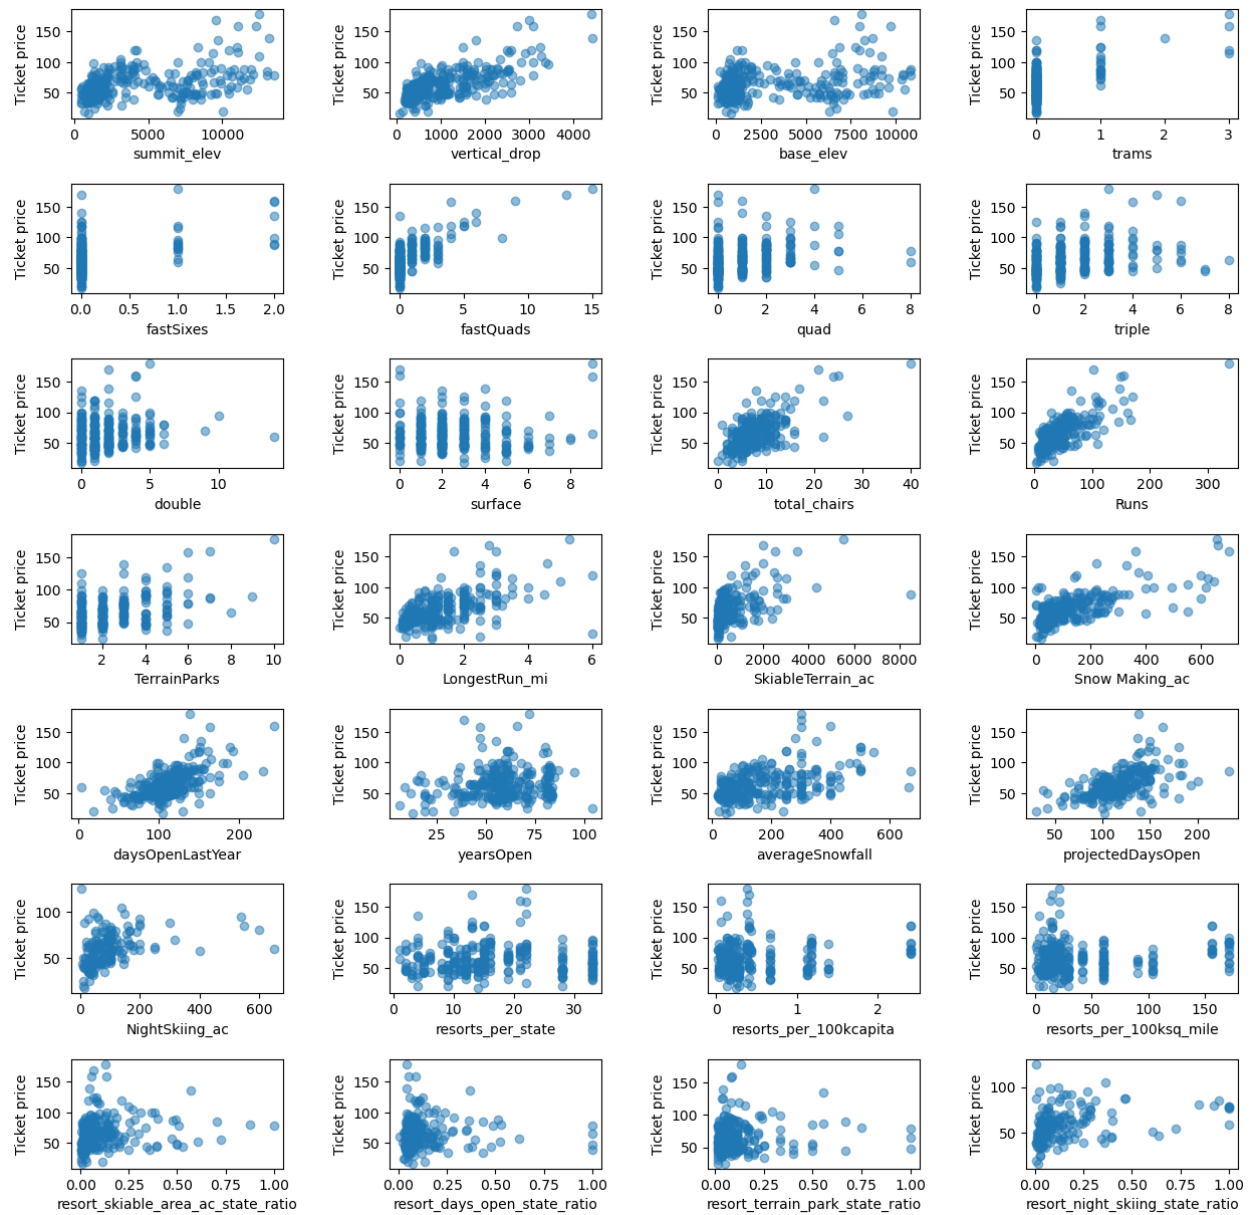 Ticket price
150
100
50
0 5000 10000
summit_elev
Ticket price
150
100
50
0 1000 2000 3000 4000
vertical_drop
Ticket price
150
100
50
0 2500 5000 7500 10000
base_elev
Ticket price
150
100
50
0 1 2 3
trams
Ticket price
150
100
50
0.0 0.5 1.0 1.5 2.0
fastSixes
Ticket price
150
100
50
0 5 10 15
fastQuads
Ticket price
150
100
50
0 2 4 6 8
quad
Ticket price
150
100
50
0 2 4 6 8
triple
Ticket price
150
100
50
0 5 10
double
Ticket price
150
100
50
0 2 4 6 8
surface
Ticket price
150
100
50
0 10 20 30 40
total_chairs
Ticket price
150
100
50
0 100 200 300
Runs
Ticket price
150
100
50
2 4 6 8 10
TerrainParks
Ticket price
150
100
50
0 2 4 6
LongestRun_mi
Ticket price
150
100
50
0 2000 4000 6000 8000
SkiableTerrain_ac
Ticket price
150
100
50
0 200 400 600
Snow Making_ac
Ticket price
150
100
50
0 100 200
daysOpenLastYear
Ticket price
150
100
50
25 50 75 100
yearsOpen
Ticket price
150
100
50
0 200 400 600
averageSnowfall
Ticket price
150
100
50
50 100 150 200
projectedDaysOpen
Ticket price
100
50
0 200 400 600
NightSkiing_ac
Ticket price
150
100
50
0 10 20 30
resorts_per_state
Ticket price
150
100
50
0 1 2
resorts_per_100kcapita
Ticket price
150
100
50
0 50 100 150
resorts_per_100ksq_mile
Ticket price
150
100
50
0.00 0.25 0.50 0.75 1.00
resort_skiable_area_ac_state_ratio
Ticket price
150
100
50
0.00 0.25 0.50 0.75 1.00
resort_days_open_state_ratio
Ticket price
150
100
50
0.00 0.25 0.50 0.75 1.00
resort_terrain_park_state_ratio
Ticket price
100
50
0.00 0.25 0.50 0.75 1.00
resort_night_skiing_state_ratio